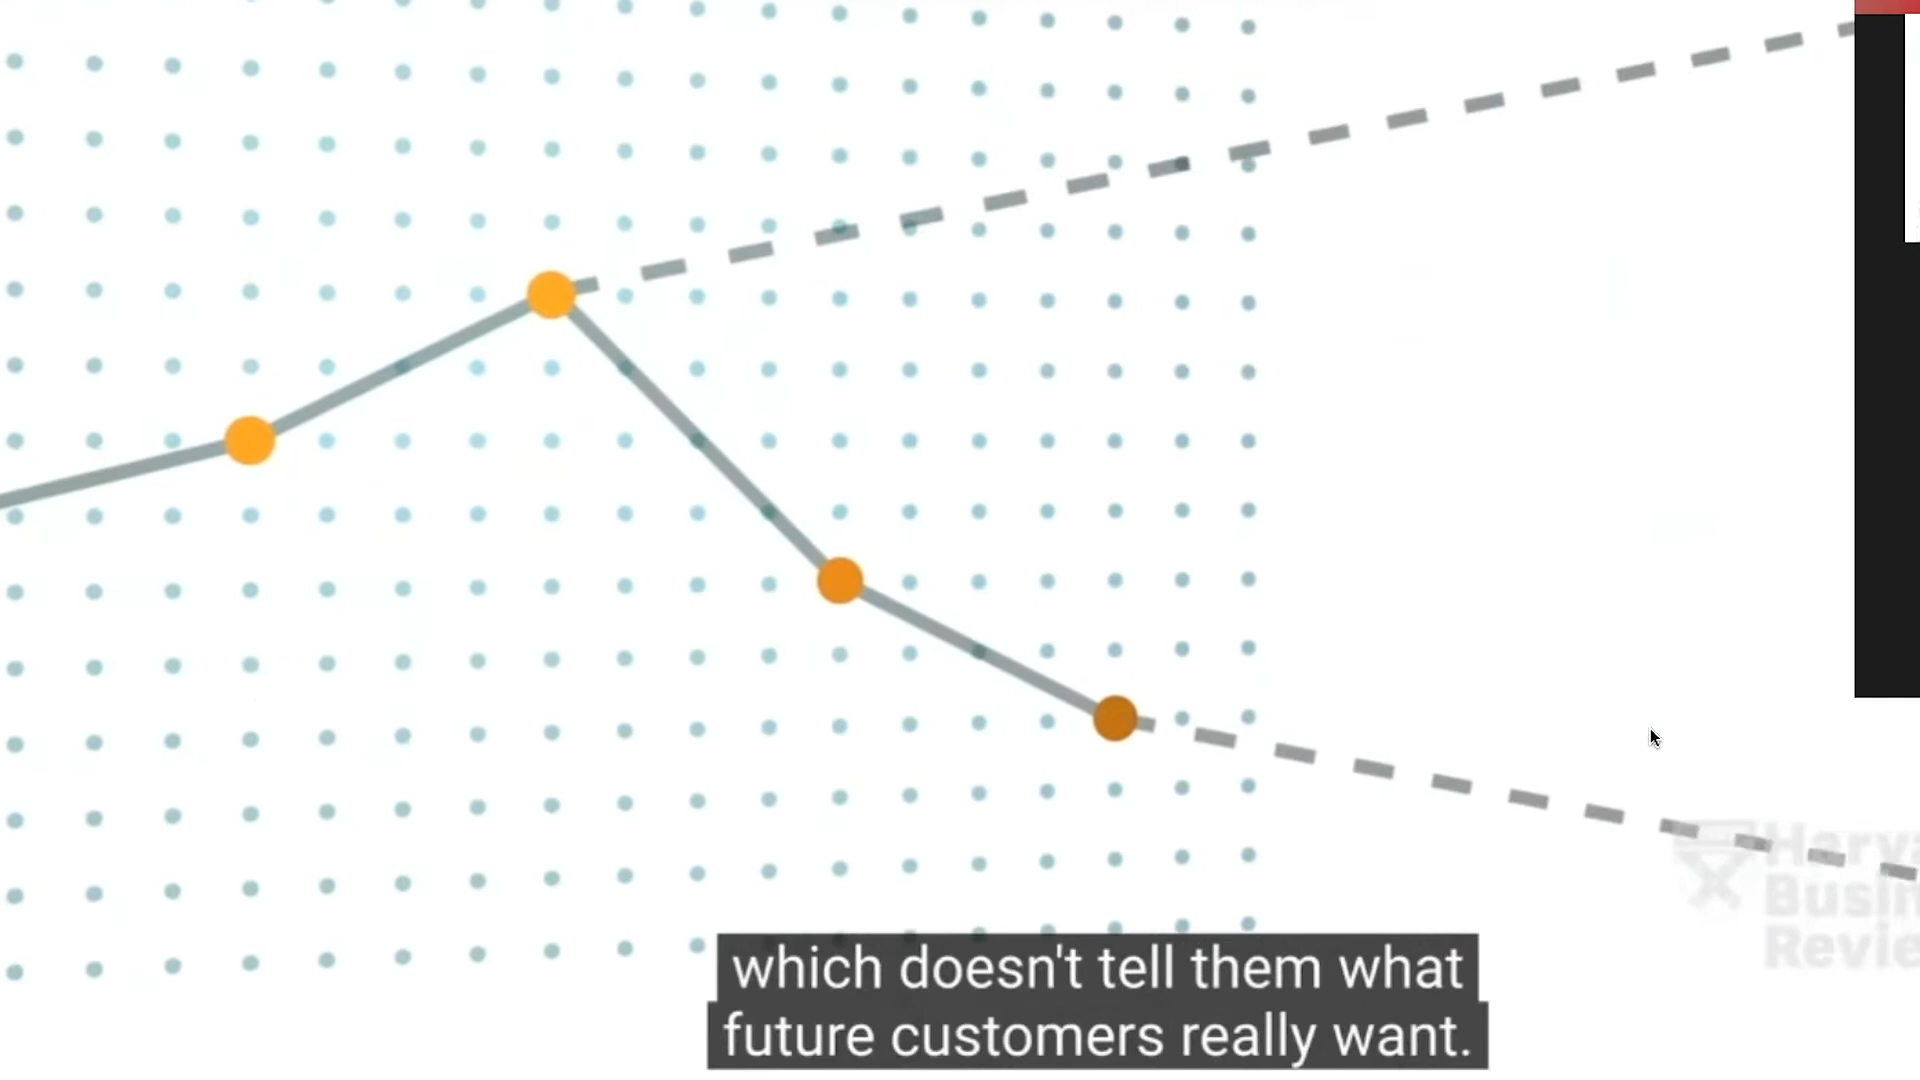 which doesn't tell them what
future customers really want.